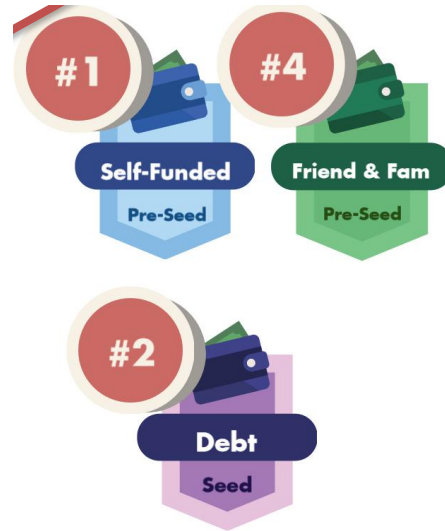 #1
Self-Funded
Pre-Seed
#4
Friend & Fam
Pre-Seed
#2
Debt
Seed